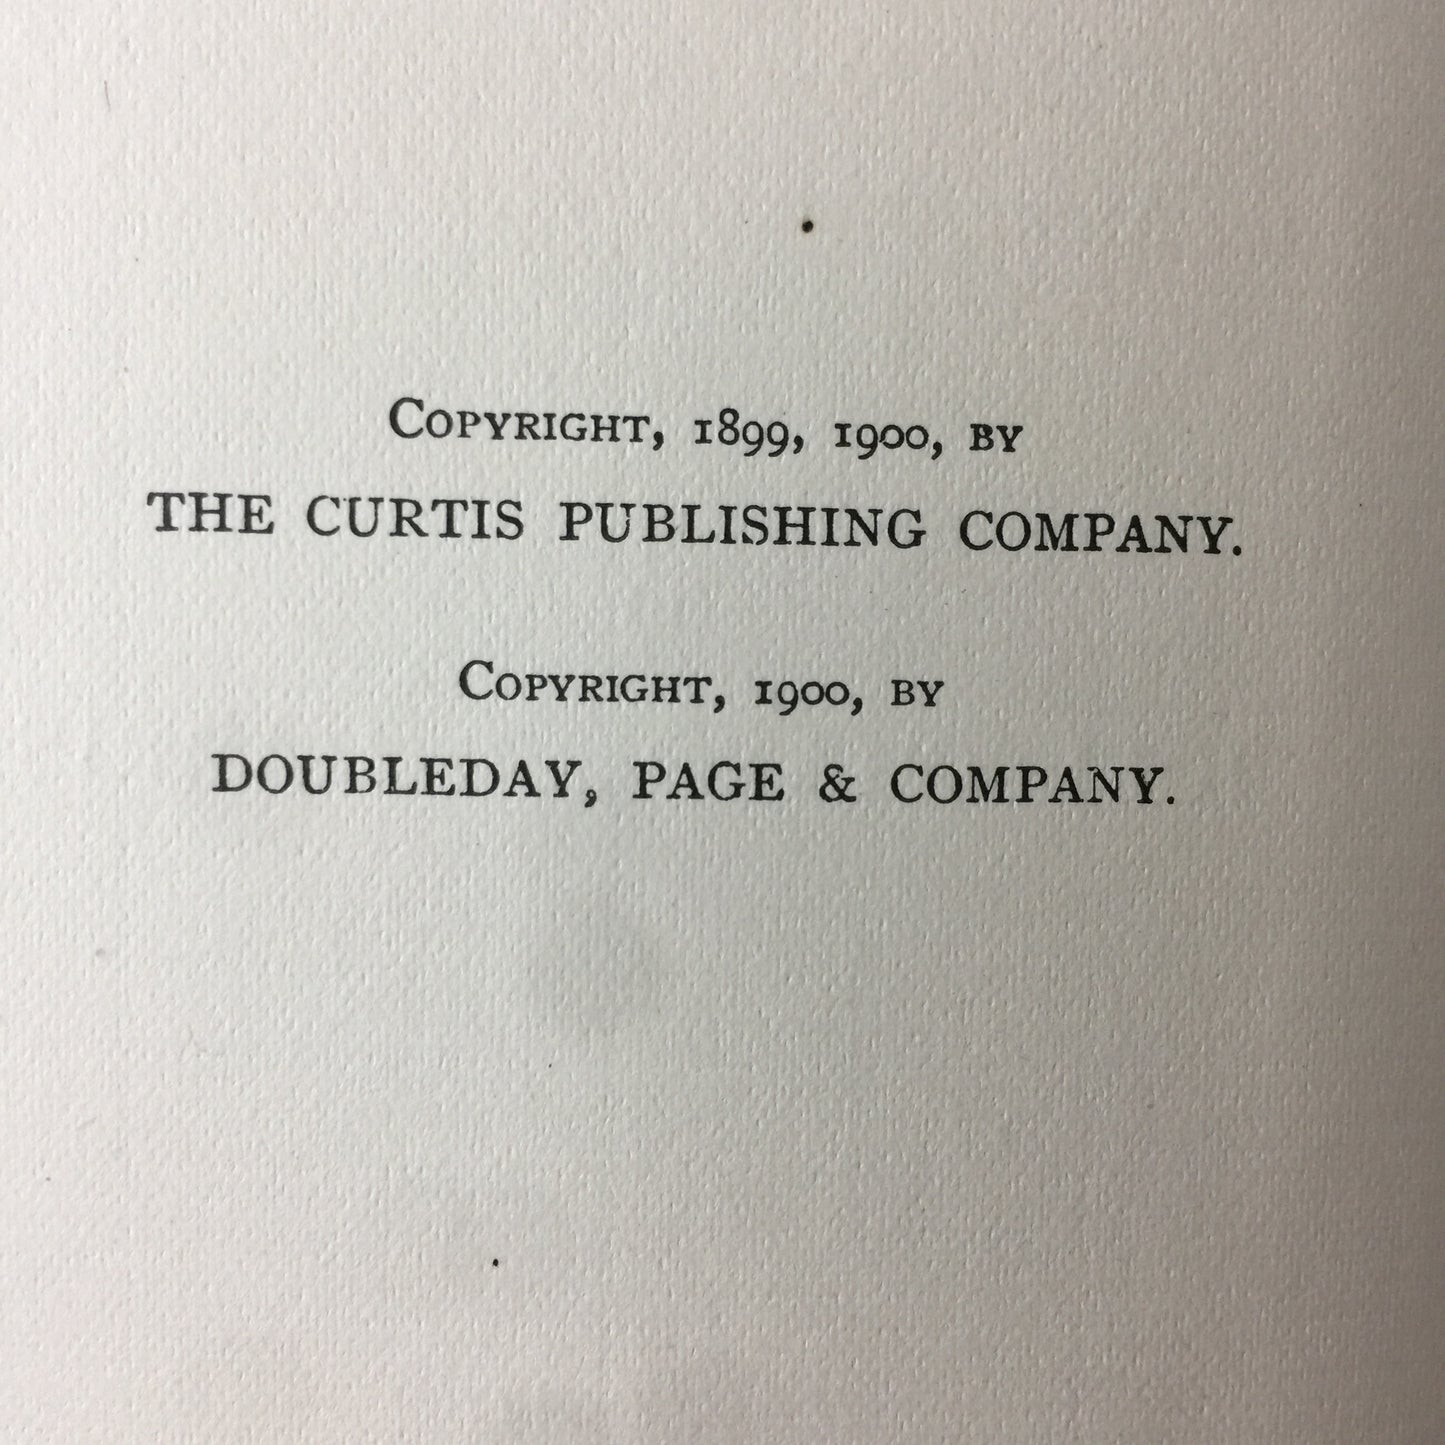 Copyright, 1899, 1900, by
THE CURTIS PUBLISHING COMPANY.
Copyright, 1900, by
DOUBLEDAY, PAGE & COMPANY.